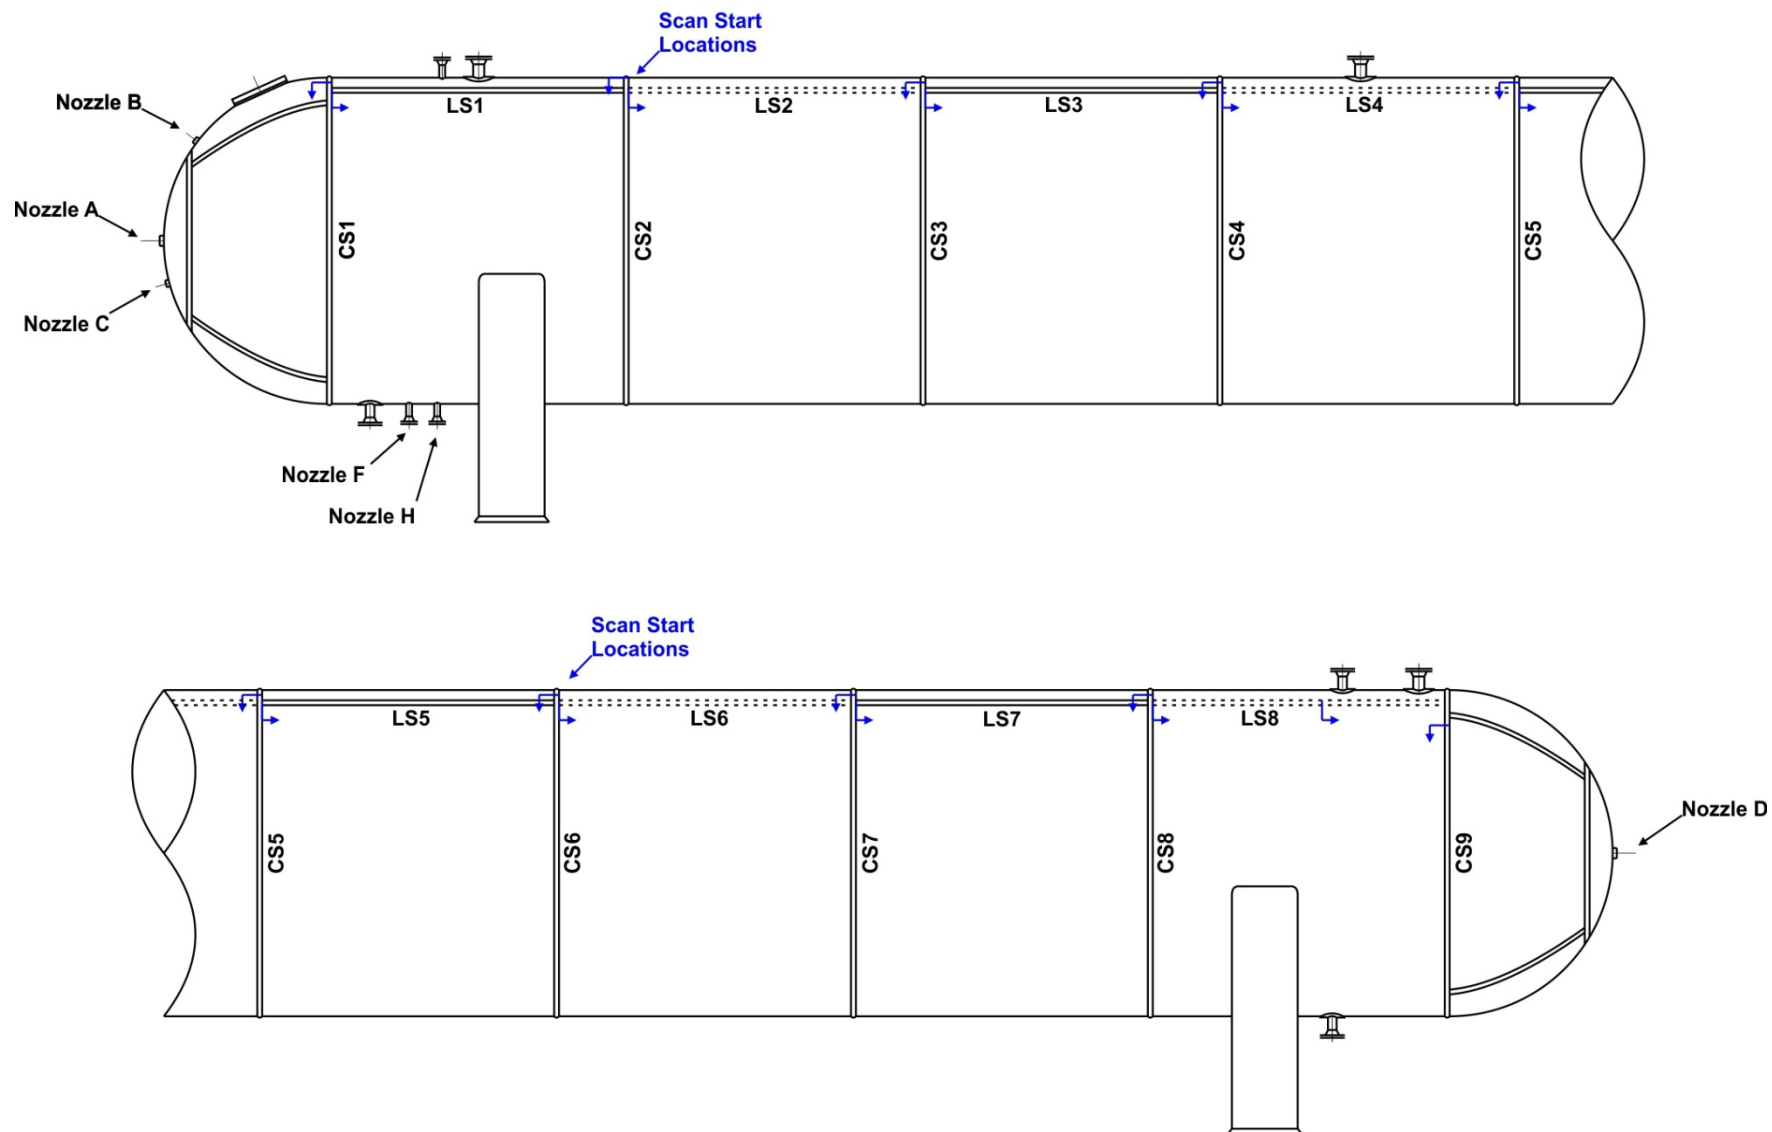 Scan Start
Locations
Nozzle B
LS1
LS2
LS3
LS4
Nozzle A
CS1
CS2
CS3
CS4
CS5
Nozzle C
Nozzle F
Nozzle H
Scan Start
Locations
LS5
LS6
LS7
LS8
Nozzle D
CS5
CS6
CS7
CS8
CS9